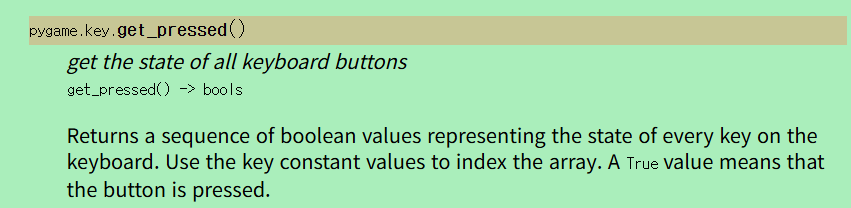 pygame.key.get_pressed()
get the state of all keyboard buttons
get_pressed() -> bools
Returns a sequence of boolean values representing the state of every key on the
keyboard. Use the key constant values to index the array. A True value means that
the button is pressed.